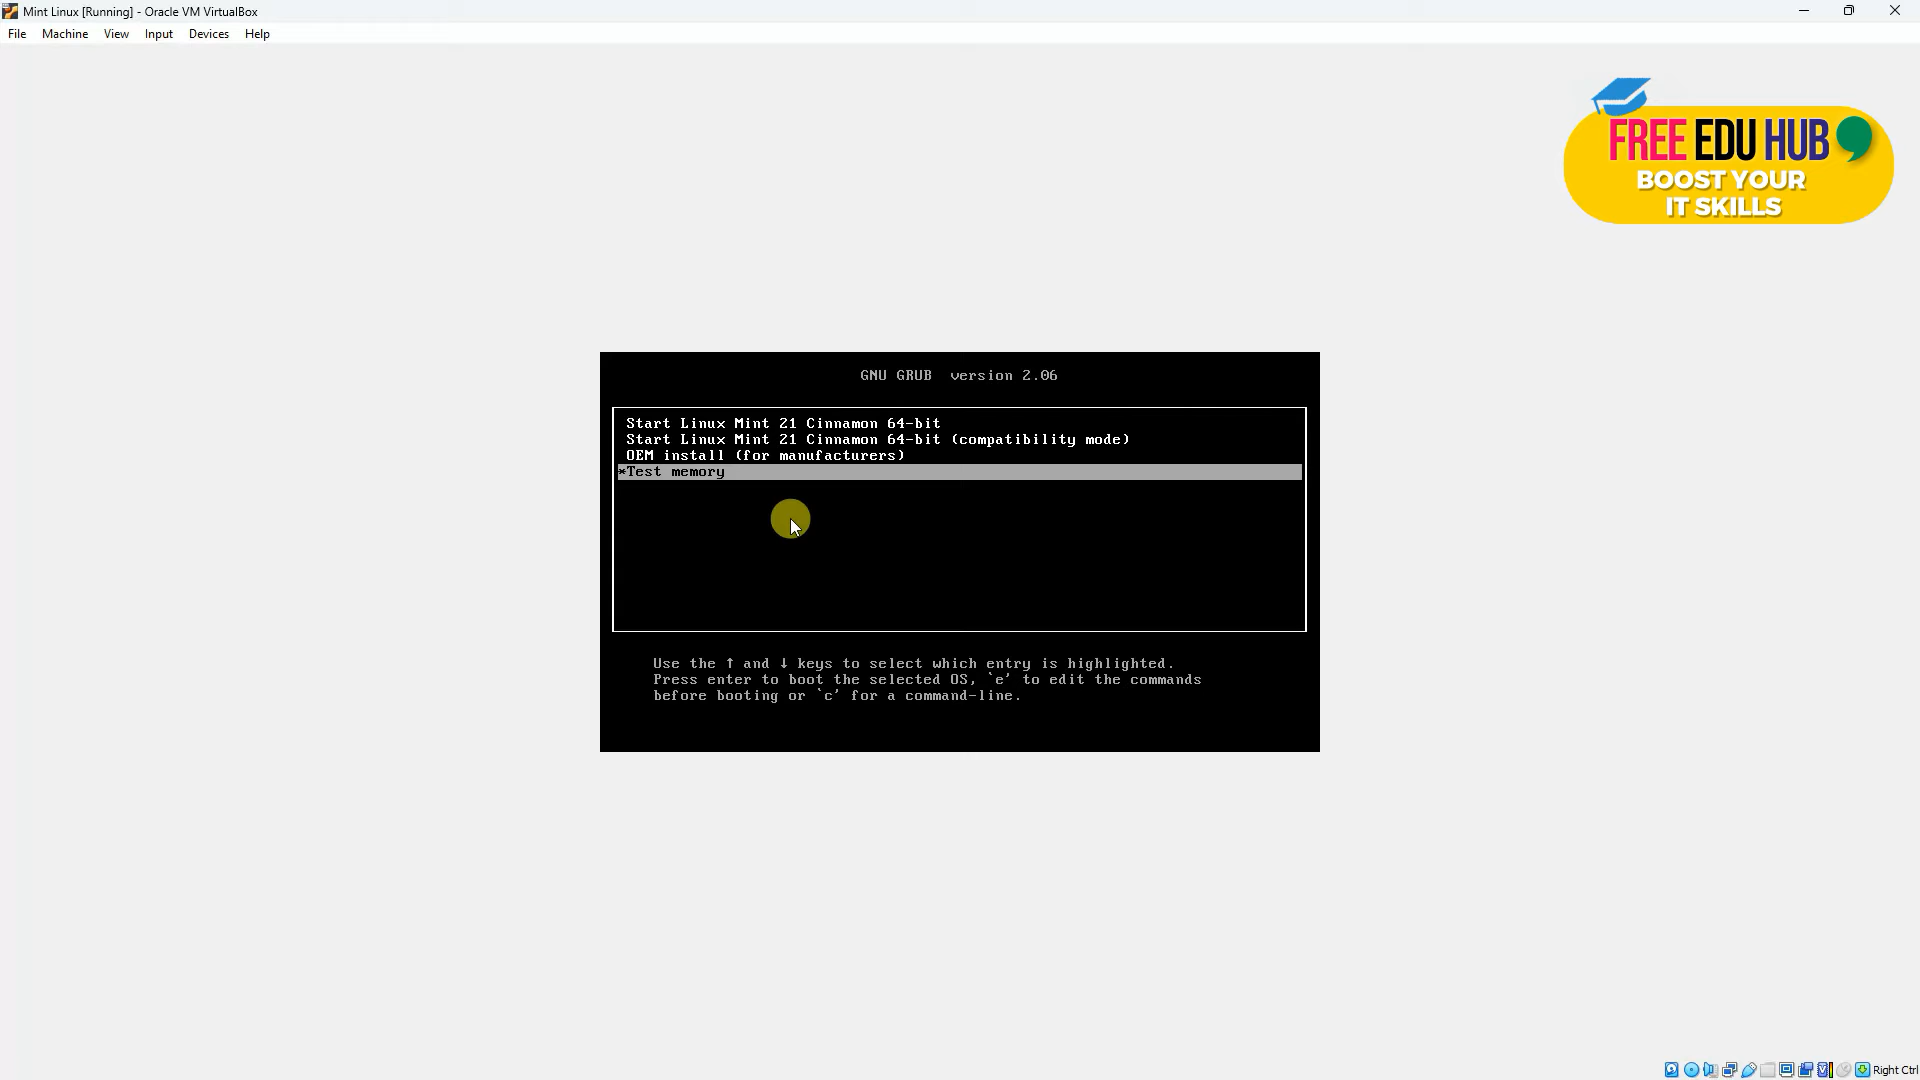 Mint Linux [Running] - Oracle VM VirtualBox
File Machine View Input Devices Help
FREE EDU HUB
BOOST YOUR
IT SKILLS
GNU GRUB version 2.06
Start Linux Mint 21 Cinnamon 64-bit
Start Linux Mint 21 Cinnamon 64-bit (compatibility mode)
OEM install (for manufacturers)
*Test memory
Use the ↑ and ↓ keys to select which entry is highlighted.
Press enter to boot the selected OS, `e' to edit the commands
before booting or `c' for a command-line.
Right Ctrl